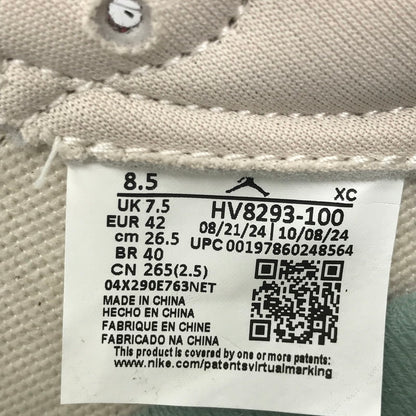 8.5 XC
UK 7.5 HV8293-100
EUR 42 08/21/24 | 10/08/24
cm 26.5 UPC 00197860248564
BR 40
CN 265(2.5)
04X290E763NET
MADE IN CHINA
HECHO EN CHINA
FABRIQUE EN CHINE
FABRICADO NA CHINA
This product is covered by one or more patents:
www.nike.com/patentsvirtualmarking